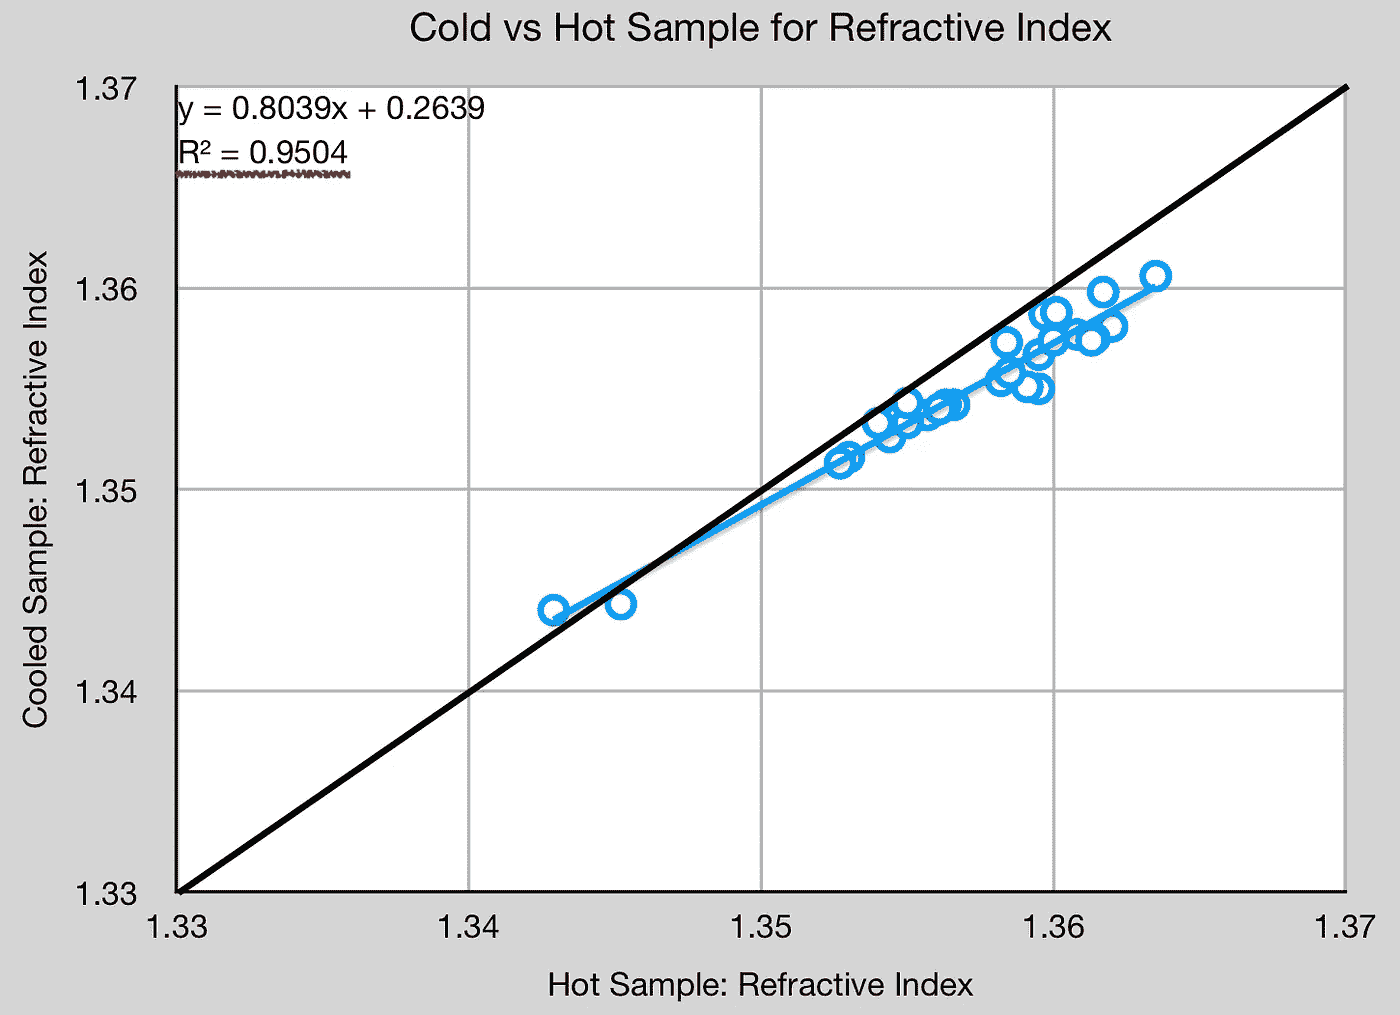 Cold vs Hot Sample for Refractive Index
y = 0.8039x + 0.2639
R² = 0.9504
Cooled Sample: Refractive Index
1.37
1.36
1.35
1.34
1.33
1.33 1.34 1.35 1.36 1.37
Hot Sample: Refractive Index